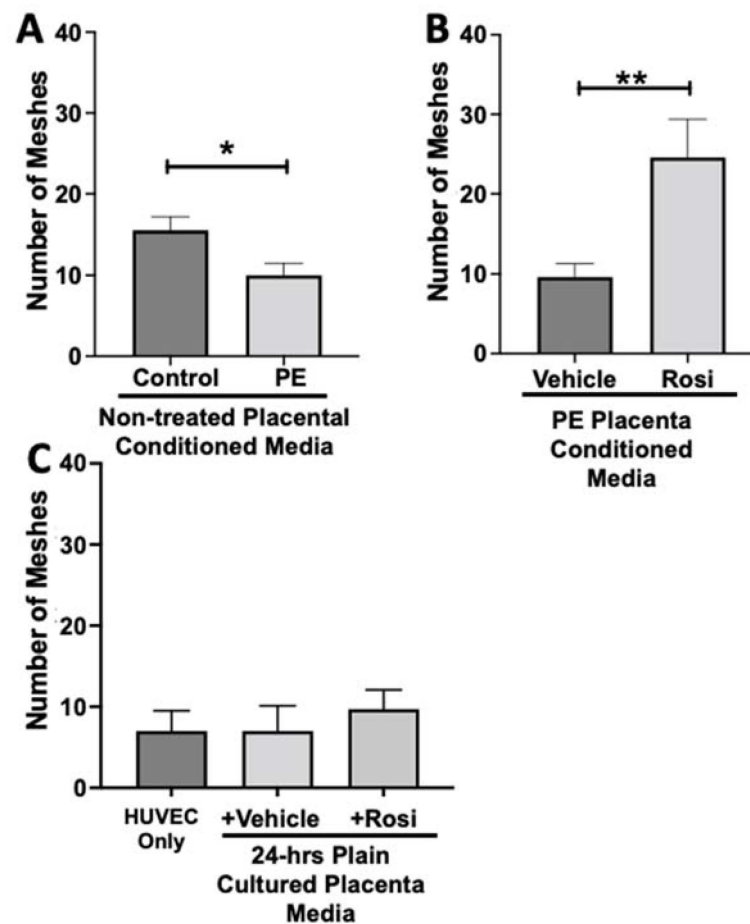 A
Number of Meshes
40
30
20
10
0
*
Control PE
Non-treated Placental
Conditioned Media
B
Number of Meshes
40
30
20
10
0
**
Vehicle Rosi
PE Placenta
Conditioned
Media
C
Number of Meshes
40
30
20
10
0
HUVEC
Only
+Vehicle +Rosi
24-hrs Plain
Cultured Placenta
Media